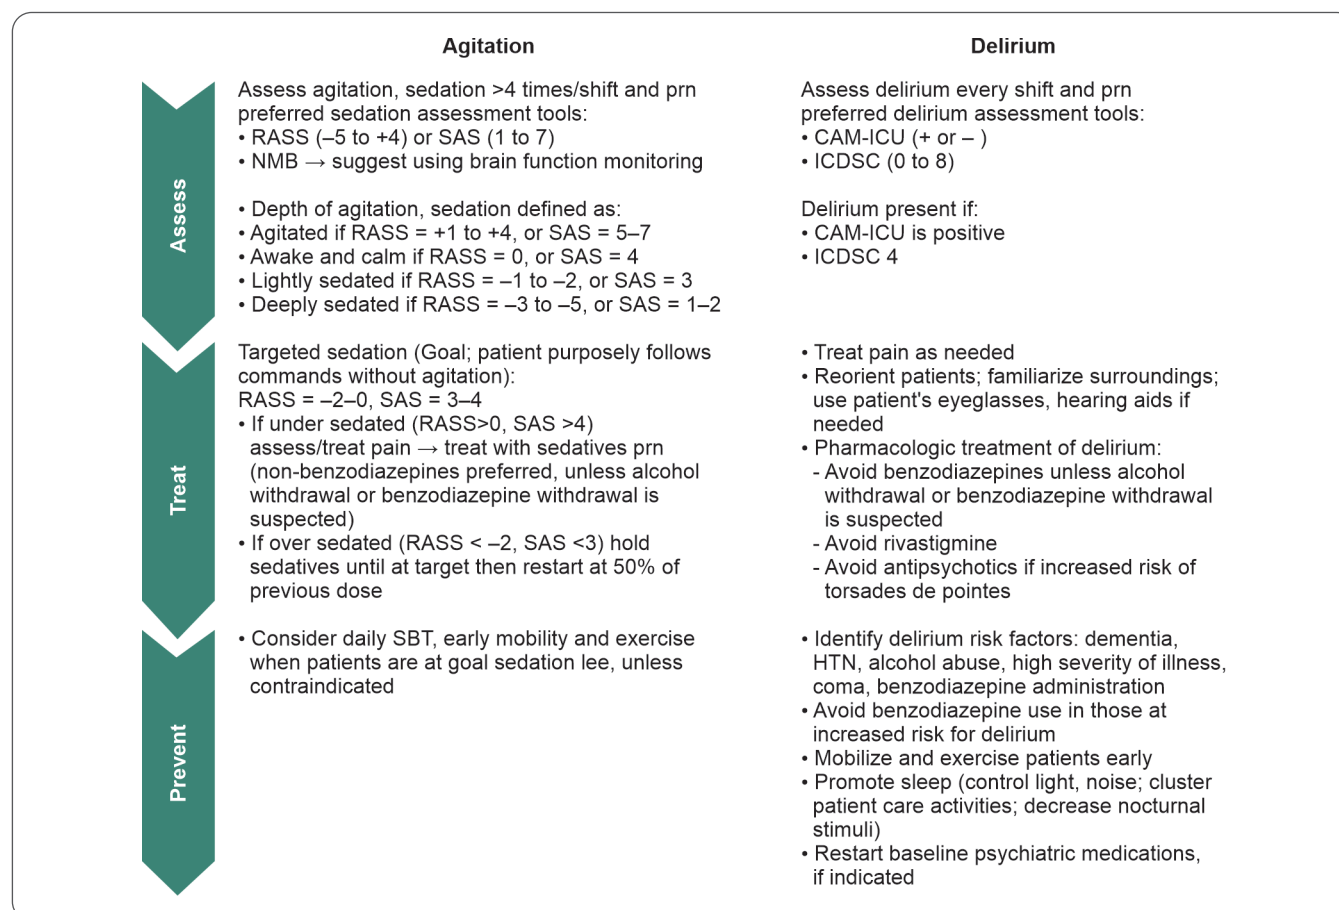 Agitation
Delirium
Assess
Assess agitation, sedation >4 times/shift and prn
preferred sedation assessment tools:
• RASS (–5 to +4) or SAS (1 to 7)
• NMB → suggest using brain function monitoring
• Depth of agitation, sedation defined as:
• Agitated if RASS = +1 to +4, or SAS = 5–7
• Awake and calm if RASS = 0, or SAS = 4
• Lightly sedated if RASS = –1 to –2, or SAS = 3
• Deeply sedated if RASS = –3 to –5, or SAS = 1–2
Assess delirium every shift and prn
preferred delirium assessment tools:
• CAM-ICU (+ or – )
• ICDSC (0 to 8)
Delirium present if:
• CAM-ICU is positive
• ICDSC 4
Treat
Targeted sedation (Goal; patient purposely follows
commands without agitation):
RASS = –2–0, SAS = 3–4
• If under sedated (RASS>0, SAS >4)
assess/treat pain → treat with sedatives prn
(non-benzodiazepines preferred, unless alcohol
withdrawal or benzodiazepine withdrawal is
suspected)
• If over sedated (RASS < –2, SAS <3) hold
sedatives until at target then restart at 50% of
previous dose
• Treat pain as needed
• Reorient patients; familiarize surroundings;
use patient's eyeglasses, hearing aids if
needed
• Pharmacologic treatment of delirium:
- Avoid benzodiazepines unless alcohol
withdrawal or benzodiazepine withdrawal
is suspected
- Avoid rivastigmine
- Avoid antipsychotics if increased risk of
torsades de pointes
Prevent
• Consider daily SBT, early mobility and exercise
when patients are at goal sedation lee, unless
contraindicated
• Identify delirium risk factors: dementia,
HTN, alcohol abuse, high severity of illness,
coma, benzodiazepine administration
• Avoid benzodiazepine use in those at
increased risk for delirium
• Mobilize and exercise patients early
• Promote sleep (control light, noise; cluster
patient care activities; decrease nocturnal
stimuli)
• Restart baseline psychiatric medications,
if indicated